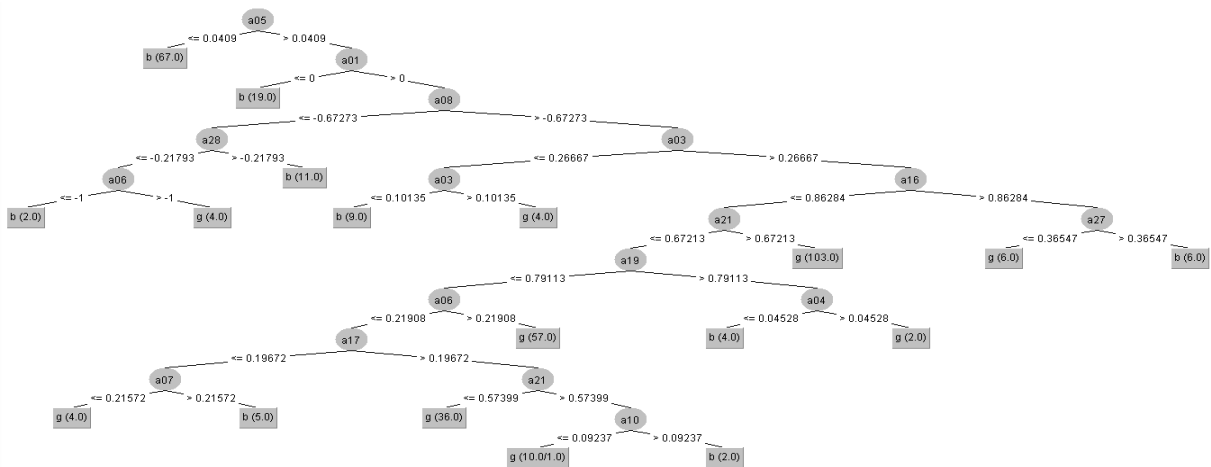 a05
<= 0.0409 > 0.0409
b (67.0) a01
<= 0 > 0
b (19.0) a08
<= -0.67273 > -0.67273
a28 a03
<= -0.21793 > -0.21793 <= 0.26667 > 0.26667
a06 b (11.0) a03 a16
<= -1 > -1 <= 0.10135 > 0.10135 <= 0.86284 > 0.86284
b (2.0) g (4.0) b (9.0) g (4.0) a21 a27
<= 0.67213 > 0.67213 <= 0.36547 > 0.36547
a19 g (103.0) g (6.0) b (6.0)
<= 0.79113 > 0.79113
a06 a04
<= 0.21908 > 0.21908 <= 0.04528 > 0.04528
a17 g (57.0) b (4.0) g (2.0)
<= 0.19672 > 0.19672
a07 a21
<= 0.21572 > 0.21572 <= 0.57399 > 0.57399
g (4.0) b (5.0) g (36.0) a10
<= 0.09237 > 0.09237
g (10.0/1.0) b (2.0)